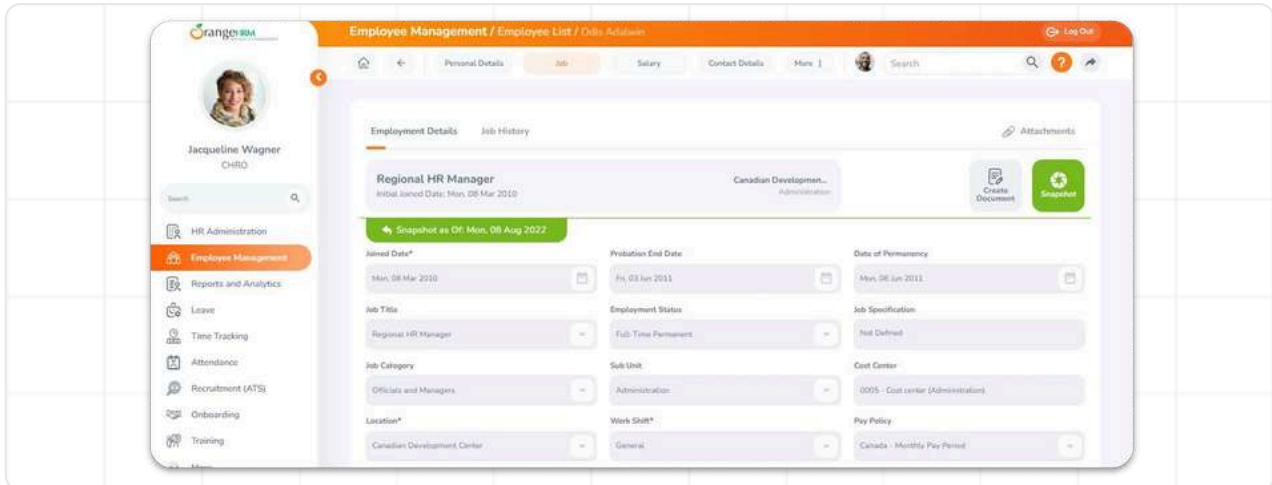 OrangeHRM
Employee Management / Employee List / Odis Adalwin
Log Out
Personal Details
Job
Salary
Contact Details
More
Search
Jacqueline Wagner
CHRO
Search
HR Administration
Employee Management
Reports and Analytics
Leave
Time Tracking
Attendance
Recruitment (ATS)
Onboarding
Training
More
Employment Details
Job History
Attachments
Regional HR Manager
Initial Joined Date: Mon, 08 Mar 2010
Canadian Developmen...
Administration
Create
Document
Snapshot
Snapshot as Of: Mon, 08 Aug 2022
Joined Date*
Probation End Date
Date of Permanency
Mon, 08 Mar 2010
Fri, 03 Jun 2011
Mon, 06 Jun 2011
Job Title
Employment Status
Job Specification
Regional HR Manager
Full-Time Permanent
Not Defined
Job Category
Sub Unit
Cost Center
Officials and Managers
Administration
0005 - Cost center (Administration)
Location*
Work Shift*
Pay Policy
Canadian Development Center
General
Canada - Monthly Pay Period